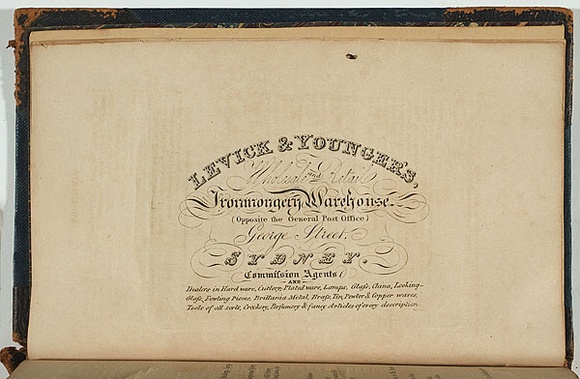 LEVICK & YOUNGER'S,
Wholesale and Retail
Ironmongery Warehouse.
(Opposite the General Post Office)
George Street.
SYDNEY.
Commission Agents
AND
Dealers in Hard ware, Cutlery, Plated ware, Lamps, Glass, China, Looking-
Glass, Fowling Pieces, Brittania Metal, Brass, Tin, Pewter & Copper wares,
Tools of all sorts, Crockery, Perfumery & fancy Articles of every description